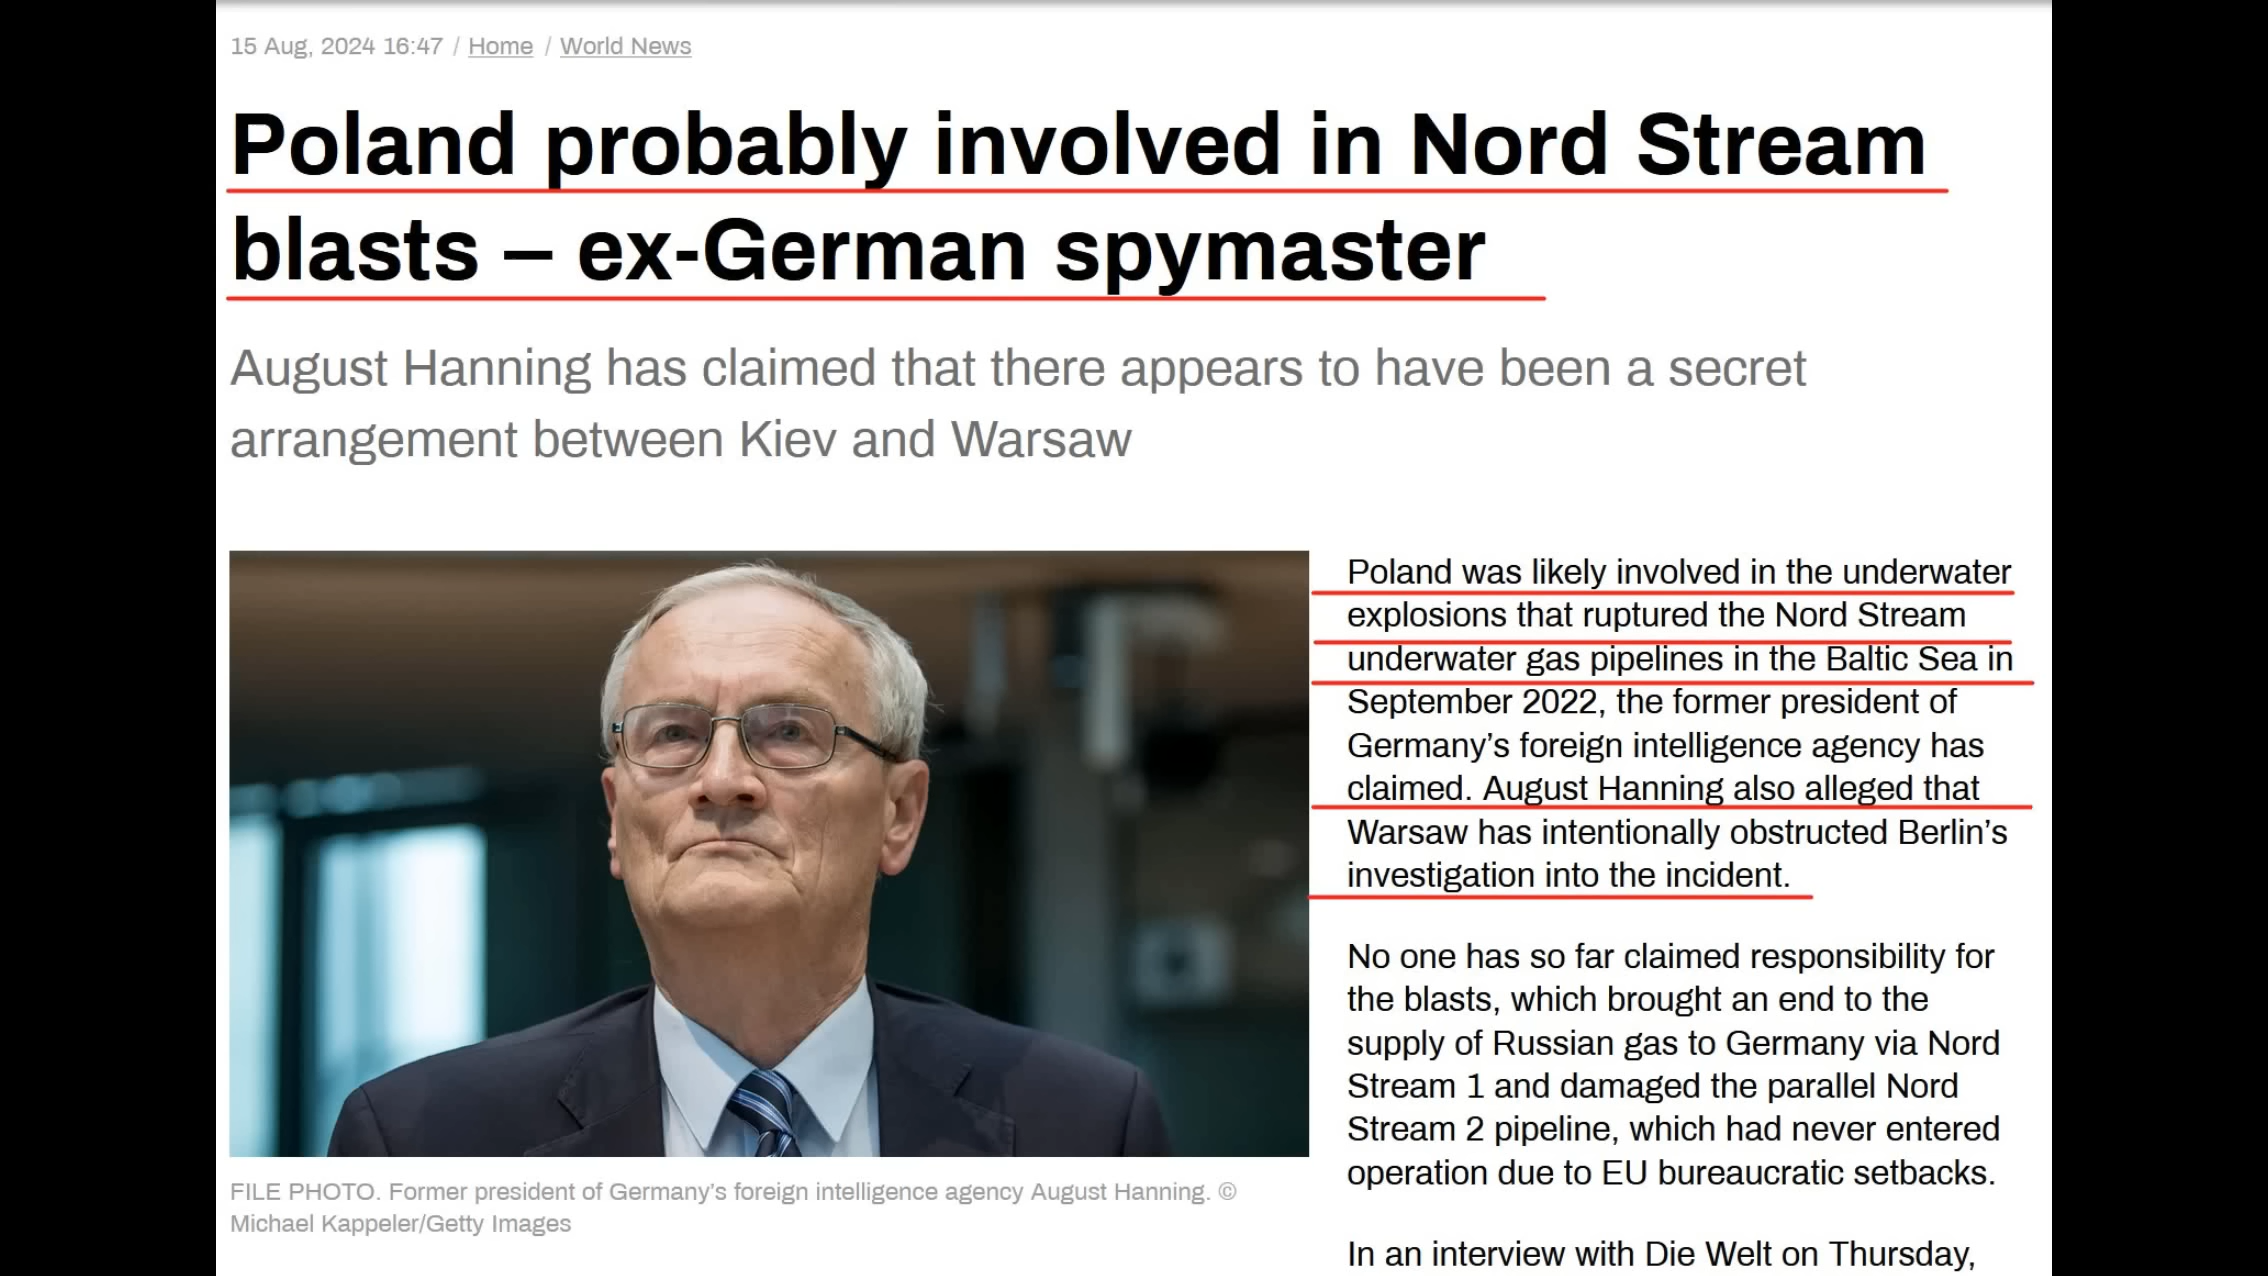 15 Aug, 2024 16:47 / Home / World News
Poland probably involved in Nord Stream
blasts – ex-German spymaster
August Hanning has claimed that there appears to have been a secret
arrangement between Kiev and Warsaw
Poland was likely involved in the underwater
explosions that ruptured the Nord Stream
underwater gas pipelines in the Baltic Sea in
September 2022, the former president of
Germany’s foreign intelligence agency has
claimed. August Hanning also alleged that
Warsaw has intentionally obstructed Berlin’s
investigation into the incident.
No one has so far claimed responsibility for
the blasts, which brought an end to the
supply of Russian gas to Germany via Nord
Stream 1 and damaged the parallel Nord
Stream 2 pipeline, which had never entered
operation due to EU bureaucratic setbacks.
In an interview with Die Welt on Thursday,
FILE PHOTO. Former president of Germany’s foreign intelligence agency August Hanning. ©
Michael Kappeler/Getty Images